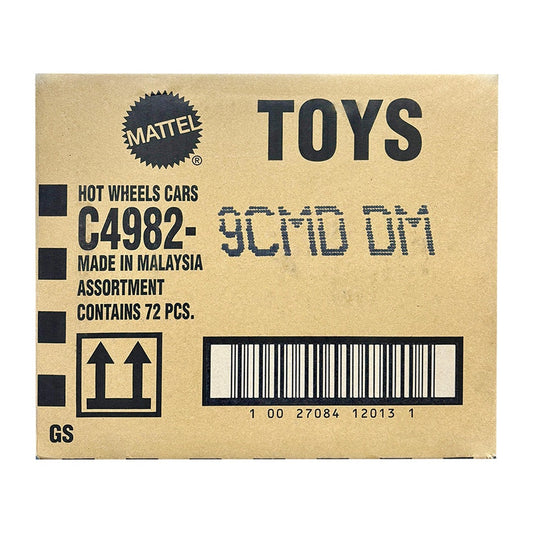 MATTEL
®
TOYS
HOT WHEELS CARS
C4982-
9CMD DM
MADE IN MALAYSIA
ASSORTMENT
CONTAINS 72 PCS.
1 00 27084 12013 1
GS